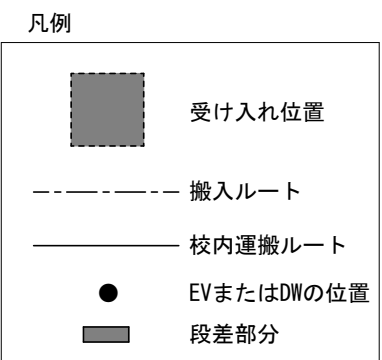 凡例
受け入れ位置
搬入ルート
校内運搬ルート
EVまたはDWの位置
段差部分